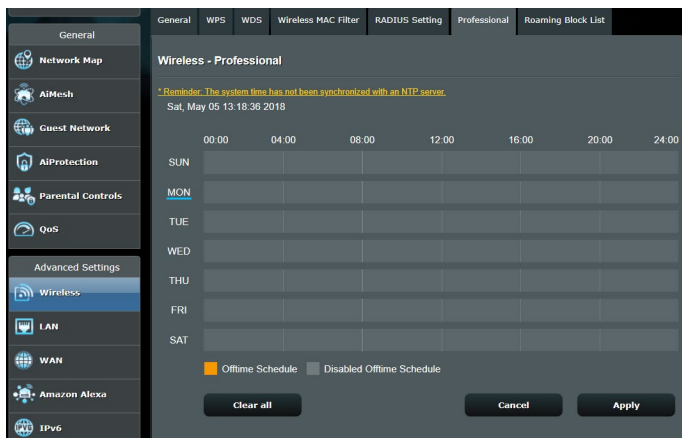 General WPS WDS Wireless MAC Filter RADIUS Setting Professional Roaming Block List
General
Network Map
AiMesh
Guest Network
AiProtection
Parental Controls
QoS
Advanced Settings
Wireless
LAN
WAN
Amazon Alexa
IPv6
Wireless - Professional
* Reminder: The system time has not been synchronized with an NTP server.
Sat, May 05 13:18:36 2018
00:00 04:00 08:00 12:00 16:00 20:00 24:00
SUN
MON
TUE
WED
THU
FRI
SAT
Offtime Schedule Disabled Offtime Schedule
Clear all Cancel Apply